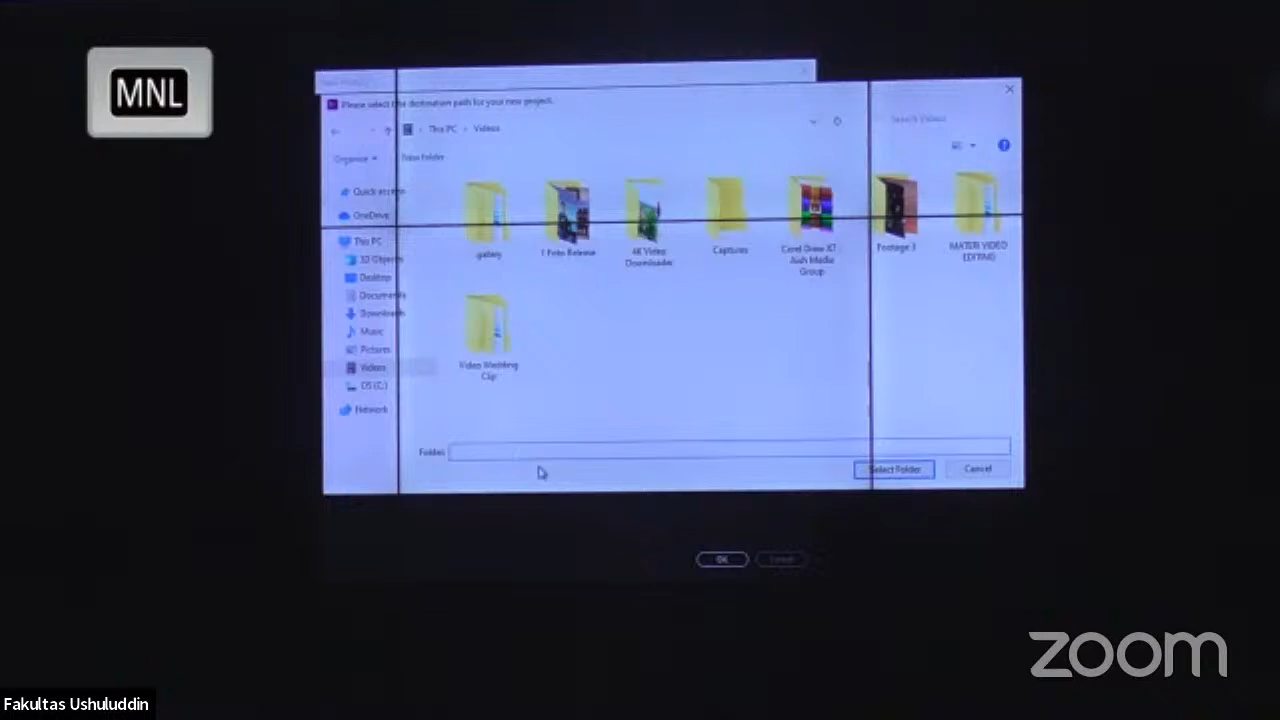 MNL
Please select the destination path for your new project.
This PC > Videos
Search Videos
Organize
New folder
Quick access
OneDrive
This PC
3D Objects
Desktop
Documents
Downloads
Music
Pictures
Videos
OS (C:)
Network
gallery
1 Foto Release
4K Video
Downloader
Captures
Corel Draw X7 -
Jush Media
Group
Footage 3
MATERI VIDEO
EDITING
Video Wedding
Clip
Folder:
Select Folder
Cancel
OK
Cancel
zoom
Fakultas Ushuluddin